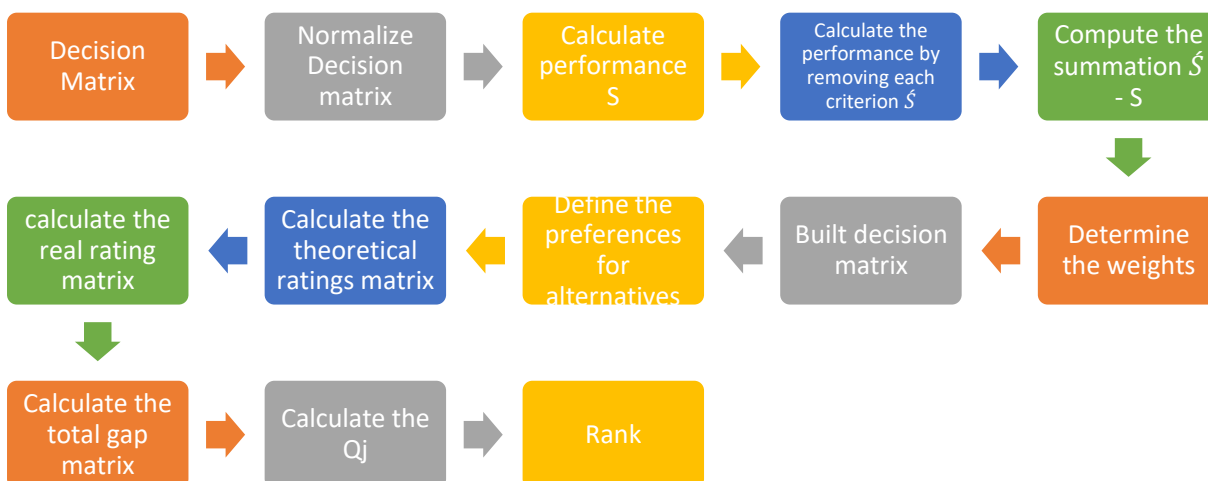 Decision
Matrix
Normalize
Decision
matrix
Calculate
performance
S
Calculate the
performance by
removing each
criterion Ś
Compute the
summation Ś
- S
Determine
the weights
Built decision
matrix
Define the
preferences
for
alternatives
Calculate the
theoretical
ratings matrix
calculate the
real rating
matrix
Calculate the
total gap
matrix
Calculate the
Qj
Rank